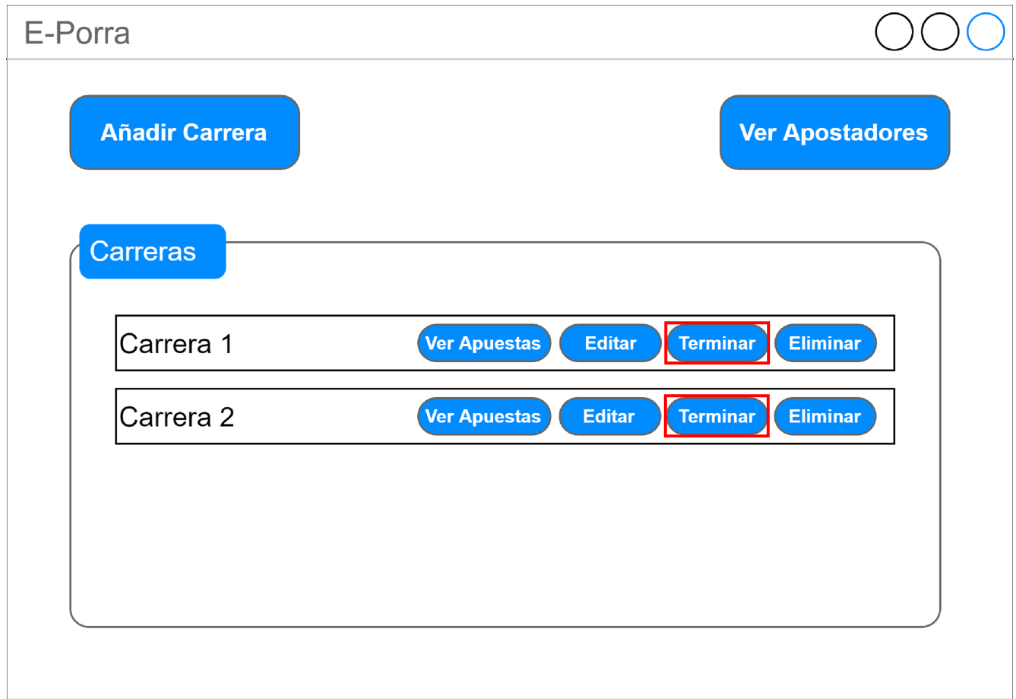 E-Porra
Añadir Carrera
Ver Apostadores
Carreras
Carrera 1 Ver Apuestas Editar Terminar Eliminar
Carrera 2 Ver Apuestas Editar Terminar Eliminar